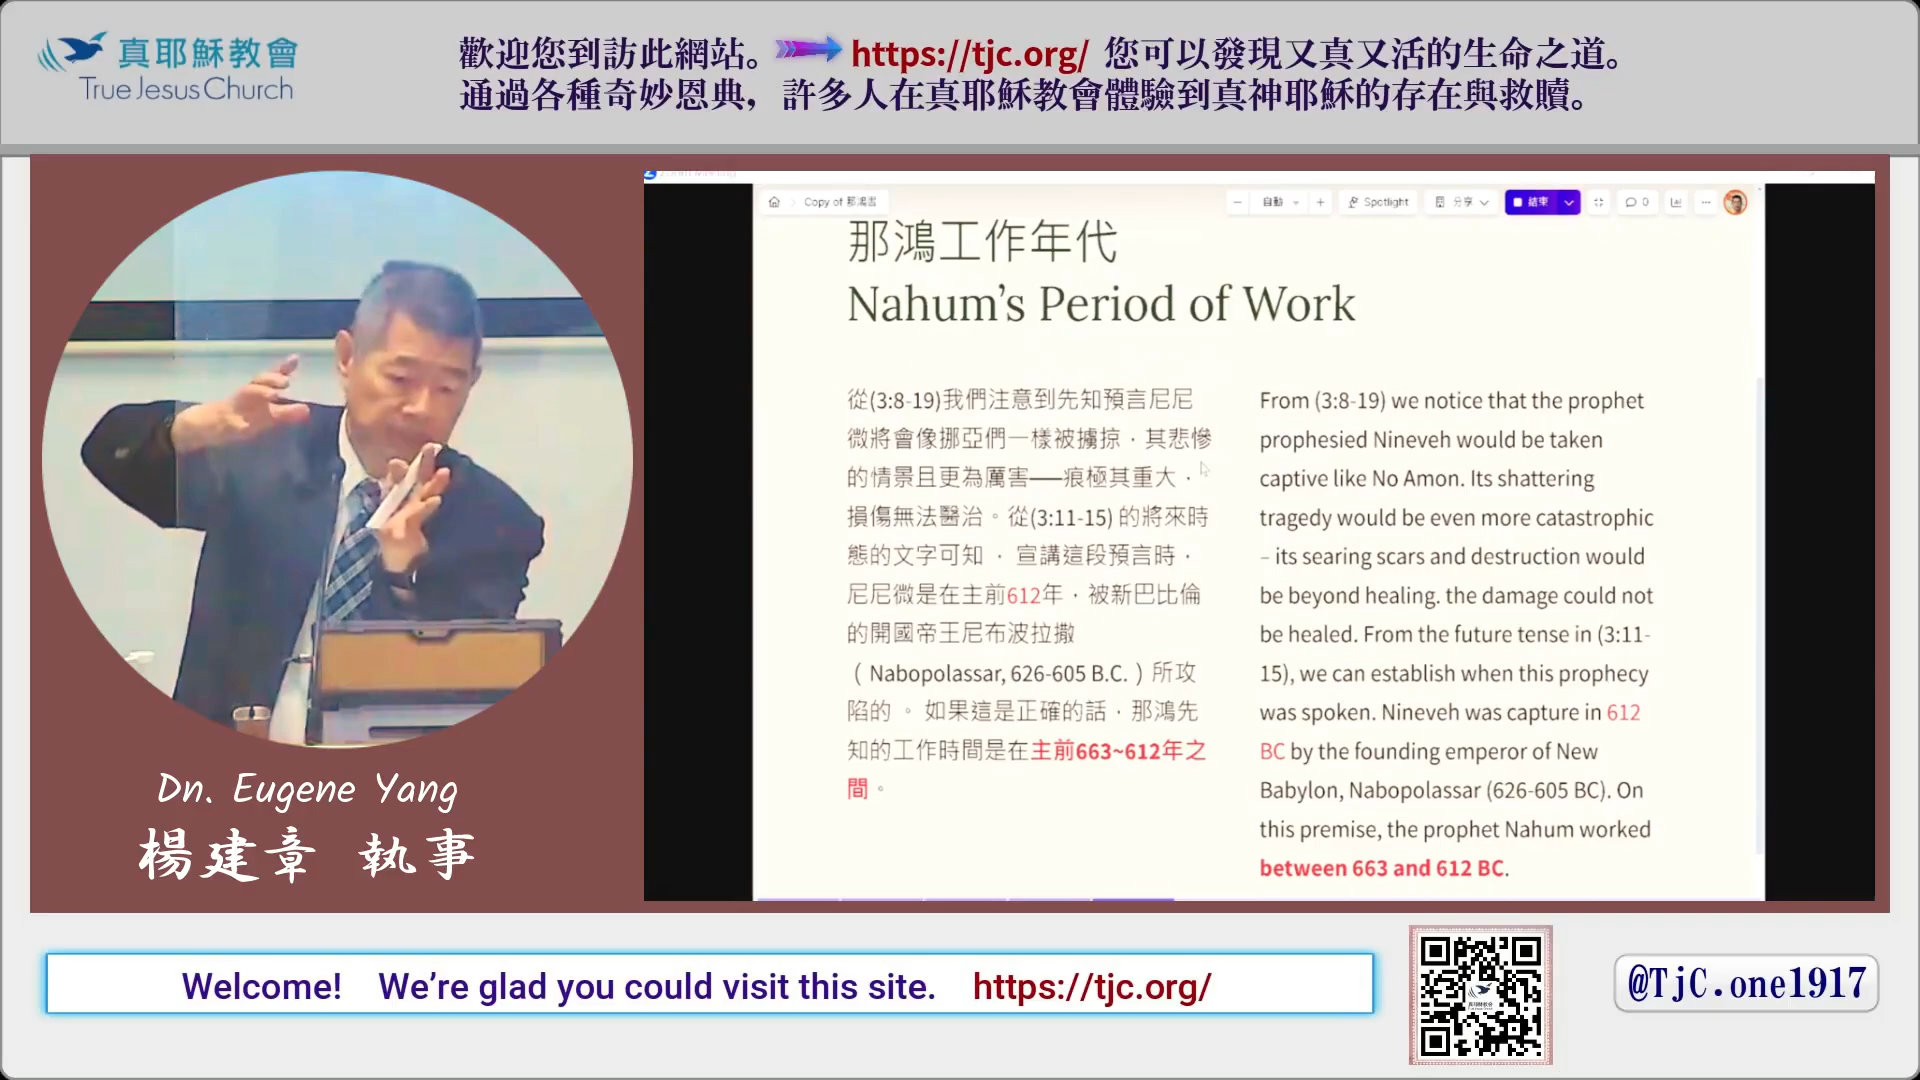 真耶穌教會
True Jesus Church
歡迎您到訪此網站。 https://tjc.org/ 您可以發現又真又活的生命之道。
通過各種奇妙恩典，許多人在真耶穌教會體驗到真神耶穌的存在與救贖。
Copy of 那鴻書
自動
Spotlight
分享
結束
0
那鴻工作年代
Nahum’s Period of Work
從(3:8-19)我們注意到先知預言尼尼
微將會像挪亞們一樣被擄掠，其悲慘
的情景且更為厲害——痕極其重大，
損傷無法醫治。從(3:11-15) 的將來時
態的文字可知 ， 宣講這段預言時，
尼尼微是在主前612年，被新巴比倫
的開國帝王尼布波拉撒
（ Nabopolassar, 626-605 B.C. ）所攻
陷的 。 如果這是正確的話，那鴻先
知的工作時間是在主前663~612年之
間。
From (3:8-19) we notice that the prophet
prophesied Nineveh would be taken
captive like No Amon. Its shattering
tragedy would be even more catastrophic
– its searing scars and destruction would
be beyond healing. the damage could not
be healed. From the future tense in (3:11-
15), we can establish when this prophecy
was spoken. Nineveh was capture in 612
BC by the founding emperor of New
Babylon, Nabopolassar (626-605 BC). On
this premise, the prophet Nahum worked
between 663 and 612 BC.
Dn. Eugene Yang
楊建章 執事
Welcome! We’re glad you could visit this site. https://tjc.org/
@TjC.one1917